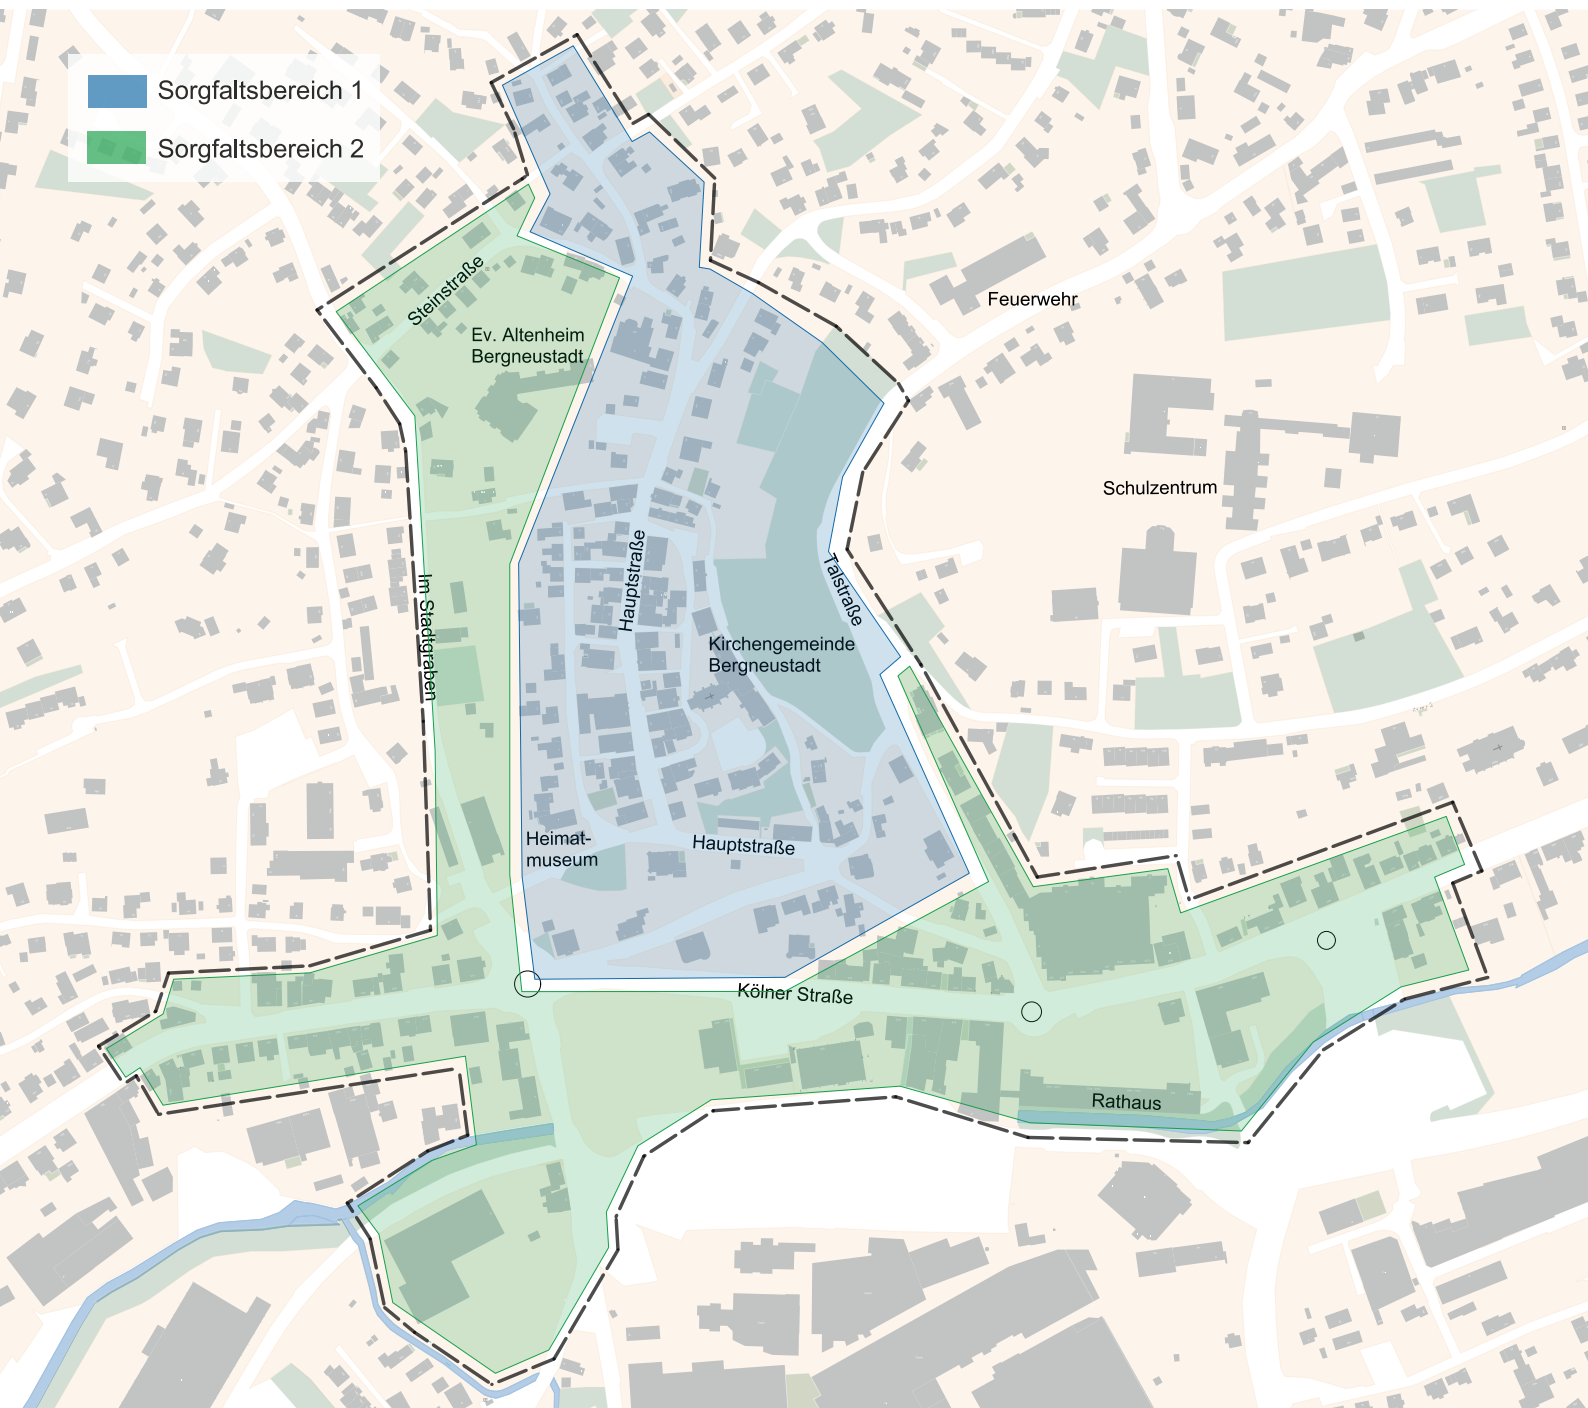 Sorgfaltsbereich 1
Sorgfaltsbereich 2
Steinstraße
Feuerwehr
Ev. Altenheim
Bergneustadt
Schulzentrum
Hauptstraße
Talstraße
Im Stadtgraben
Kirchengemeinde
Bergneustadt
Heimat-
museum
Hauptstraße
Kölner Straße
Rathaus